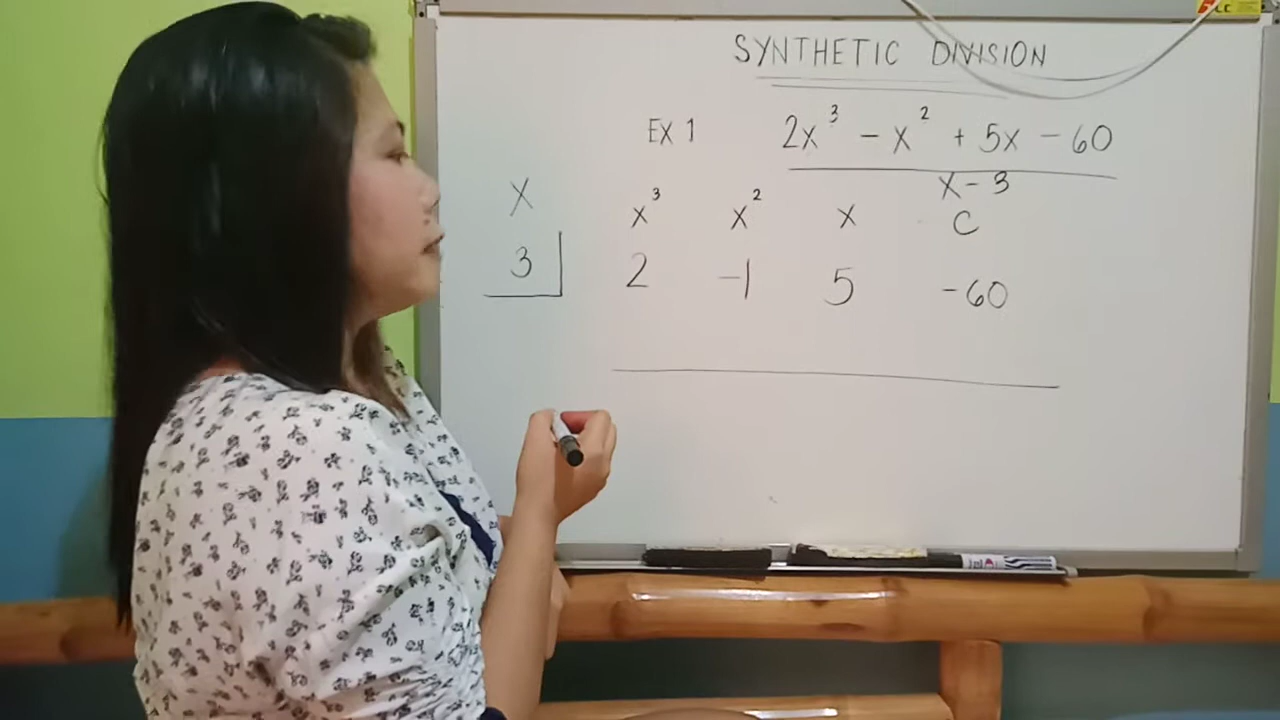 SYNTHETIC DIVISION
EX 1 2x³ - x² + 5x - 60
x - 3
x x³ x² x C
3 2 -1 5 -60